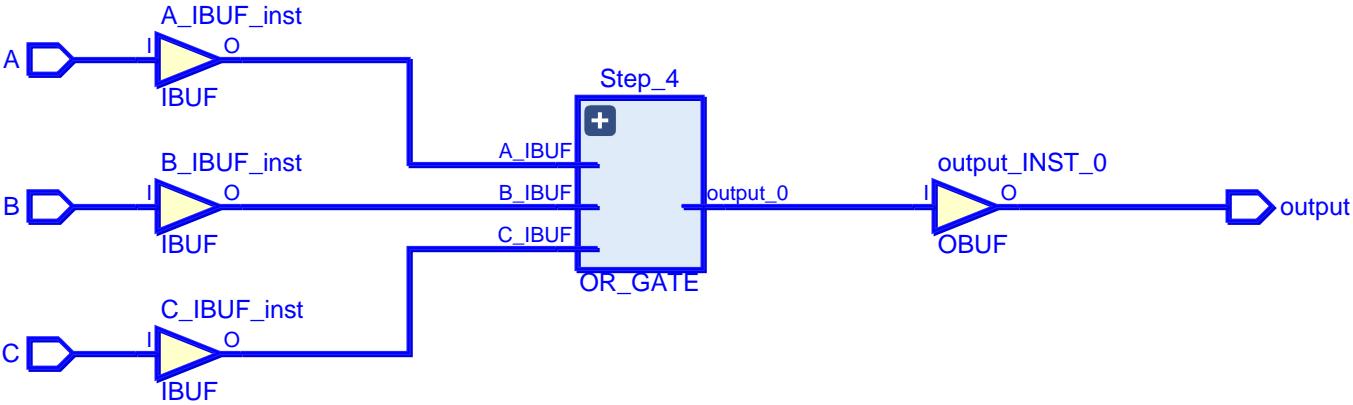 A_IBUF_inst
A
I
O
IBUF
Step_4
A_IBUF
B_IBUF_inst
B
I
O
IBUF
B_IBUF
output_0
output_INST_0
I
O
OBUF
output
C_IBUF
OR_GATE
C_IBUF_inst
C
I
O
IBUF